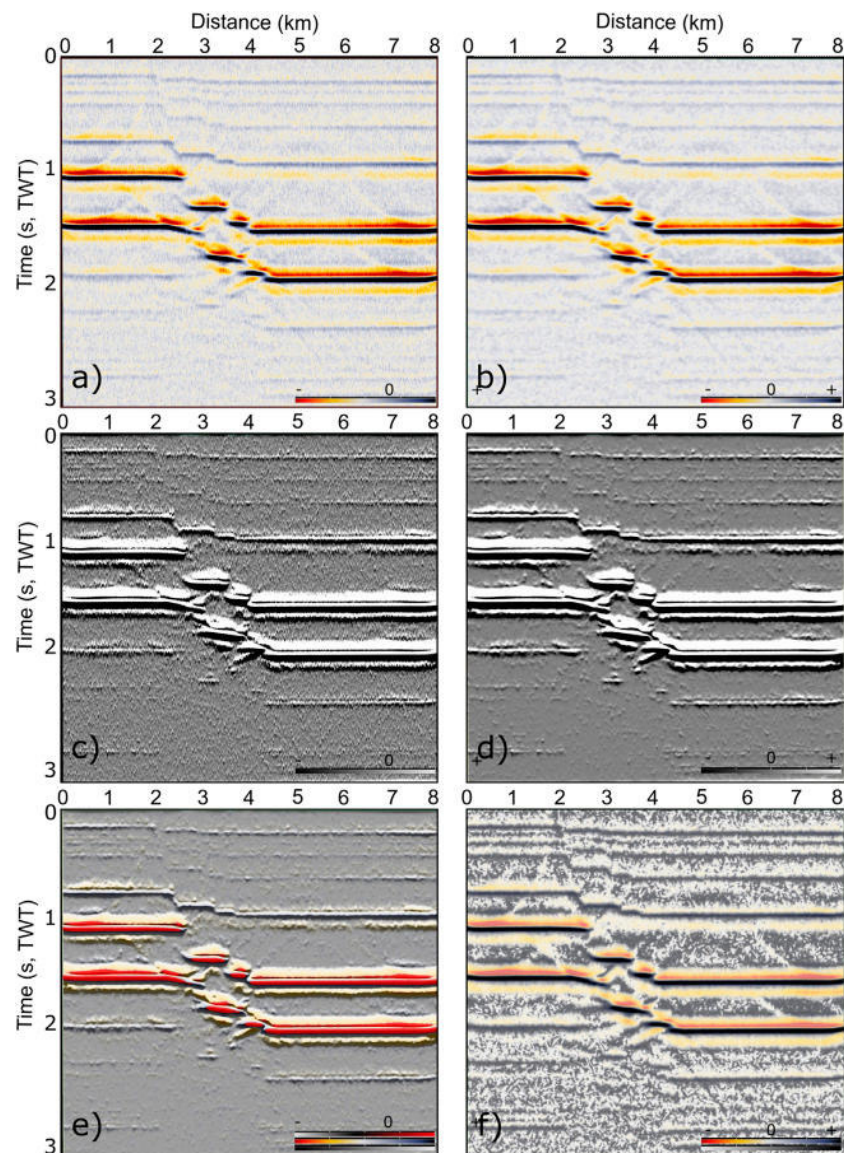 Distance (km) Distance (km)
0 1 2 3 4 5 6 7 8 0 1 2 3 4 5 6 7 8
0
1
Time (s, TWT)
2
3
a) - 0 b) + - 0 +
0 1 2 3 4 5 6 7 8 0 1 2 3 4 5 6 7 8
0
1
Time (s, TWT)
2
3
c) - 0 d) + - 0 +
0 1 2 3 4 5 6 7 8 0 1 2 3 4 5 6 7 8
0
1
Time (s, TWT)
2
3
e) - 0 f) + - 0 +